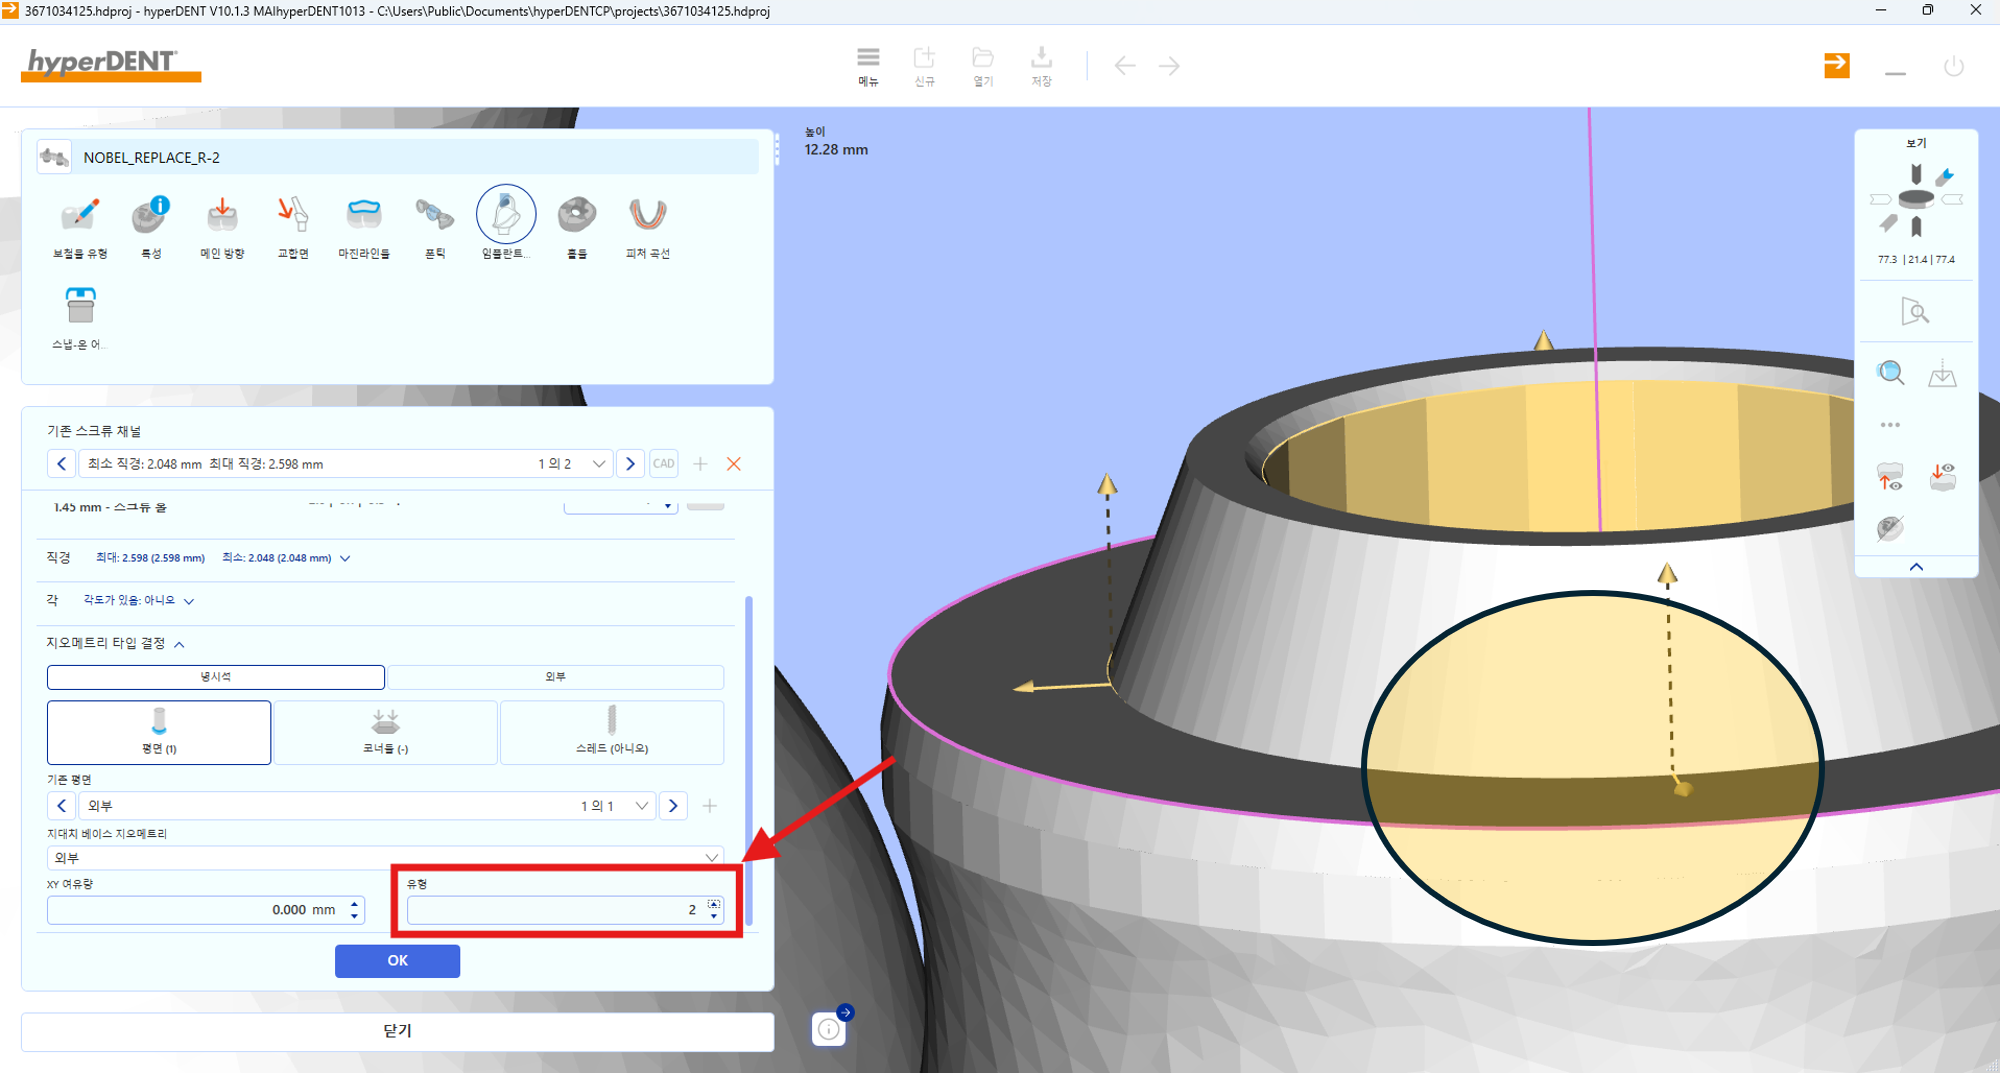 3671034125.hdproj - hyperDENT V10.1.3 MAIhyperDENT1013 - C:\Users\Public\Documents\hyperDENTCP\projects\3671034125.hdproj
hyperDENT
메뉴
신규
열기
저장
NOBEL_REPLACE_R-2
보철물 유형
특성
메인 방향
교합면
마진라인들
폰틱
임플란트...
홀들
피처 곡선
스냅-온 어..
높이
12.28 mm
보기
77.3 | 21.4 | 77.4
기존 스크류 채널
최소 직경: 2.048 mm 최대 직경: 2.598 mm
1 의 2
CAD
1.45 mm - 스크류 홀
직경
최대: 2.598 (2.598 mm)
최소: 2.048 (2.048 mm)
각
각도가 있음: 아니오
지오메트리 타입 결정
넣시석
외부
평면 (1)
코너들 (-)
스레드 (아니오)
기존 평면
외부
1 의 1
지대치 베이스 지오메트리
외부
XY 여유량
유형
0.000 mm
2
OK
닫기